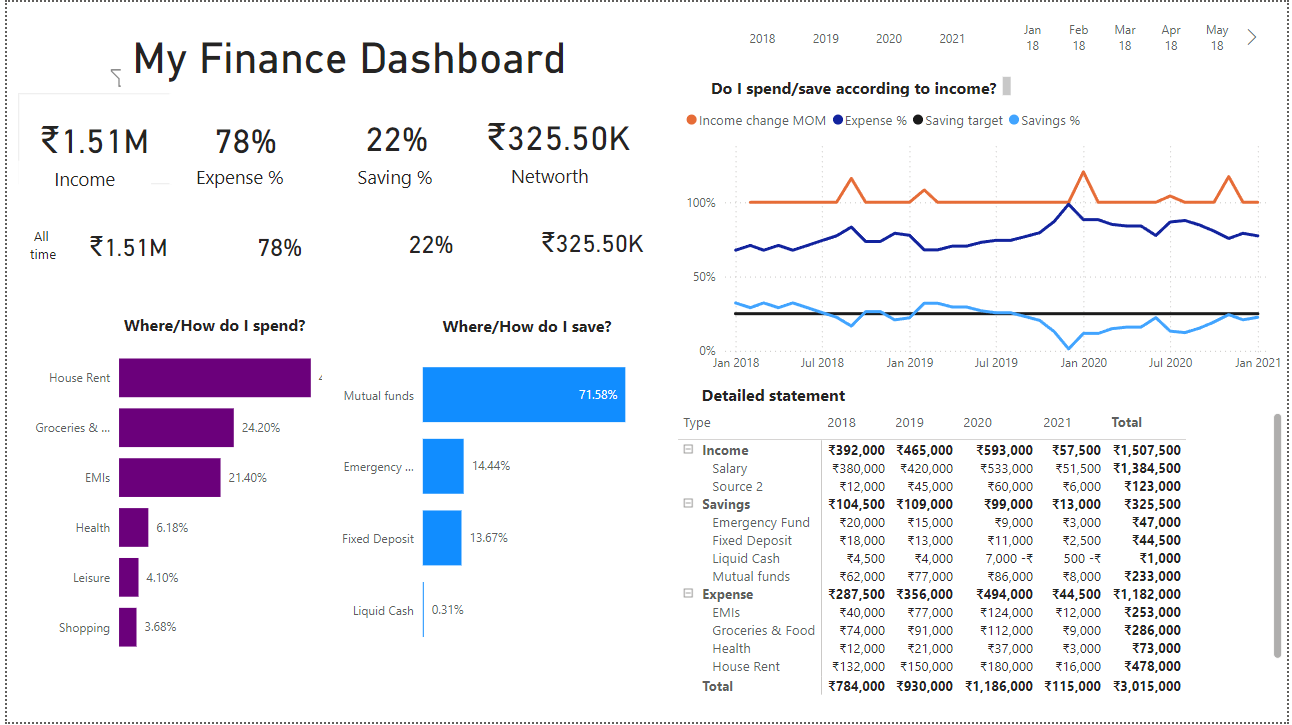 My Finance Dashboard
₹1.51M
Income
78%
Expense %
22%
Saving %
₹325.50K
Networth
All
time
₹1.51M
78%
22%
₹325.50K
Where/How do I spend?
House Rent
Groceries & ...
24.20%
EMIs
21.40%
Health
6.18%
Leisure
4.10%
Shopping
3.68%
Where/How do I save?
Mutual funds
71.58%
Emergency ...
14.44%
Fixed Deposit
13.67%
Liquid Cash
0.31%
2018 2019 2020 2021
Jan Feb Mar Apr May
18 18 18 18 18
Do I spend/save according to income?
Income change MOM Expense % Saving target Savings %
100%
50%
0%
Jan 2018 Jul 2018 Jan 2019 Jul 2019 Jan 2020 Jul 2020 Jan 2021
Detailed statement
Type 2018 2019 2020 2021 Total
Income ₹392,000 ₹465,000 ₹593,000 ₹57,500 ₹1,507,500
Salary ₹380,000 ₹420,000 ₹533,000 ₹51,500 ₹1,384,500
Source 2 ₹12,000 ₹45,000 ₹60,000 ₹6,000 ₹123,000
Savings ₹104,500 ₹109,000 ₹99,000 ₹13,000 ₹325,500
Emergency Fund ₹20,000 ₹15,000 ₹9,000 ₹3,000 ₹47,000
Fixed Deposit ₹18,000 ₹13,000 ₹11,000 ₹2,500 ₹44,500
Liquid Cash ₹4,500 ₹4,000 7,000 -₹ 500 -₹ ₹1,000
Mutual funds ₹62,000 ₹77,000 ₹86,000 ₹8,000 ₹233,000
Expense ₹287,500 ₹356,000 ₹494,000 ₹44,500 ₹1,182,000
EMIs ₹40,000 ₹77,000 ₹124,000 ₹12,000 ₹253,000
Groceries & Food ₹74,000 ₹91,000 ₹112,000 ₹9,000 ₹286,000
Health ₹12,000 ₹21,000 ₹37,000 ₹3,000 ₹73,000
House Rent ₹132,000 ₹150,000 ₹180,000 ₹16,000 ₹478,000
Total ₹784,000 ₹930,000 ₹1,186,000 ₹115,000 ₹3,015,000